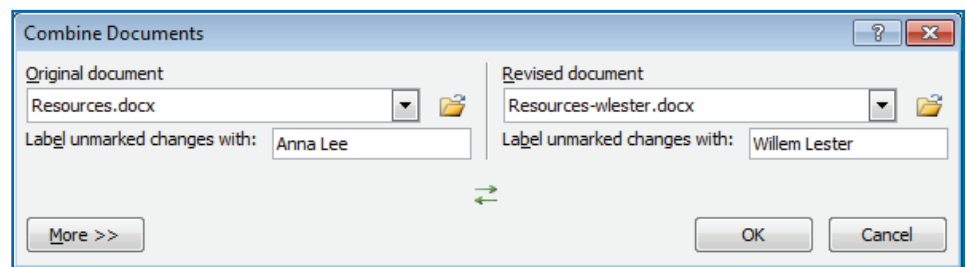 Combine Documents
Original document
Revised document
Resources.docx
Resources-wlester.docx
Label unmarked changes with: Anna Lee
Label unmarked changes with: Willem Lester
More >>
OK
Cancel